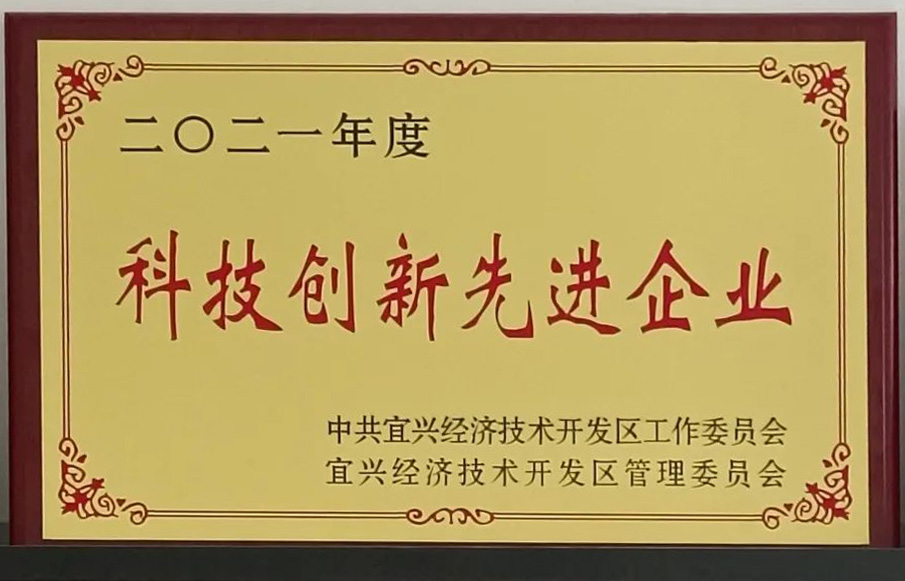 二〇二一年度
科技创新先进企业
中共宜兴经济技术开发区工作委员会
宜兴经济技术开发区管理委员会